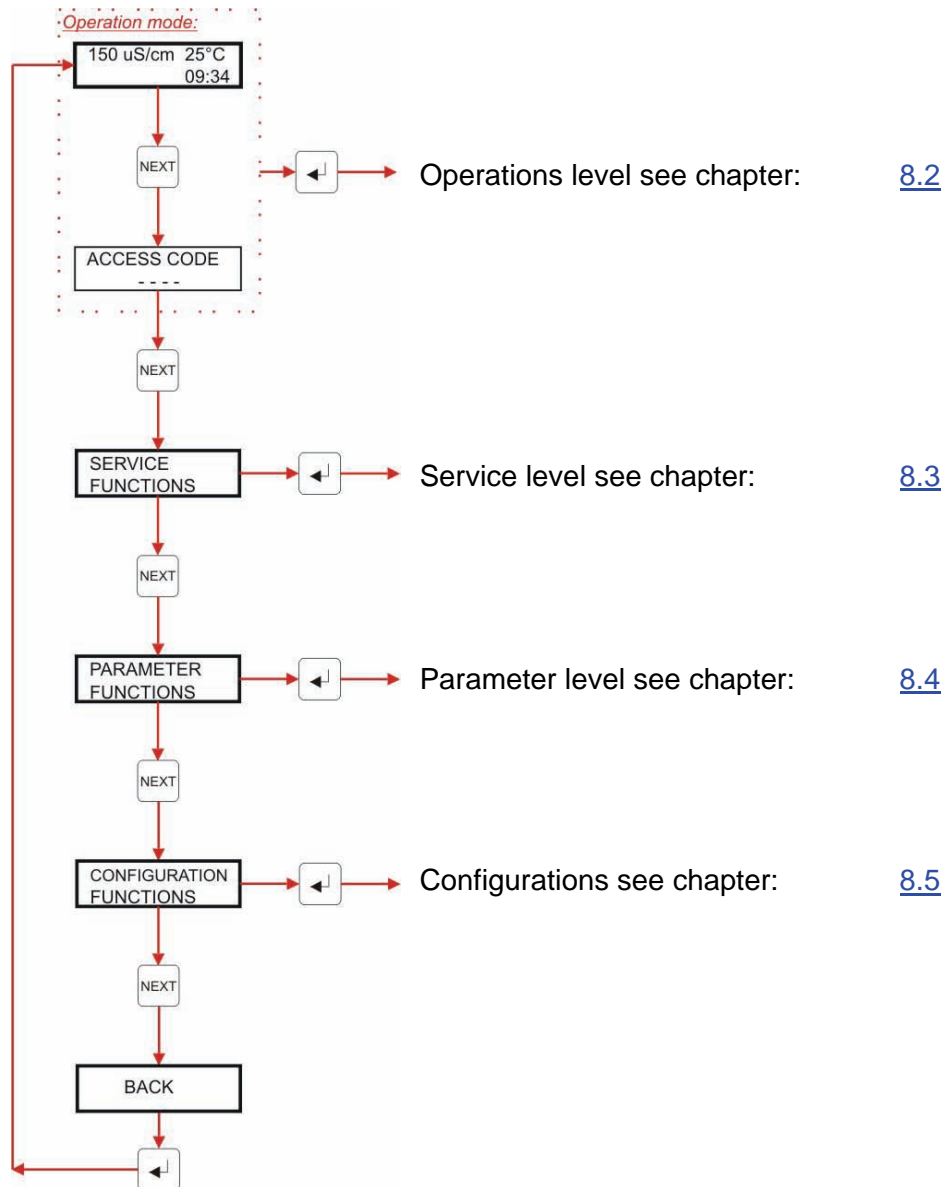 Operation mode:
150 uS/cm 25°C
09:34
NEXT
Operations level see chapter: 8.2
ACCESS CODE
- - - -
NEXT
SERVICE
FUNCTIONS
Service level see chapter: 8.3
NEXT
PARAMETER
FUNCTIONS
Parameter level see chapter: 8.4
NEXT
CONFIGURATION
FUNCTIONS
Configurations see chapter: 8.5
NEXT
BACK